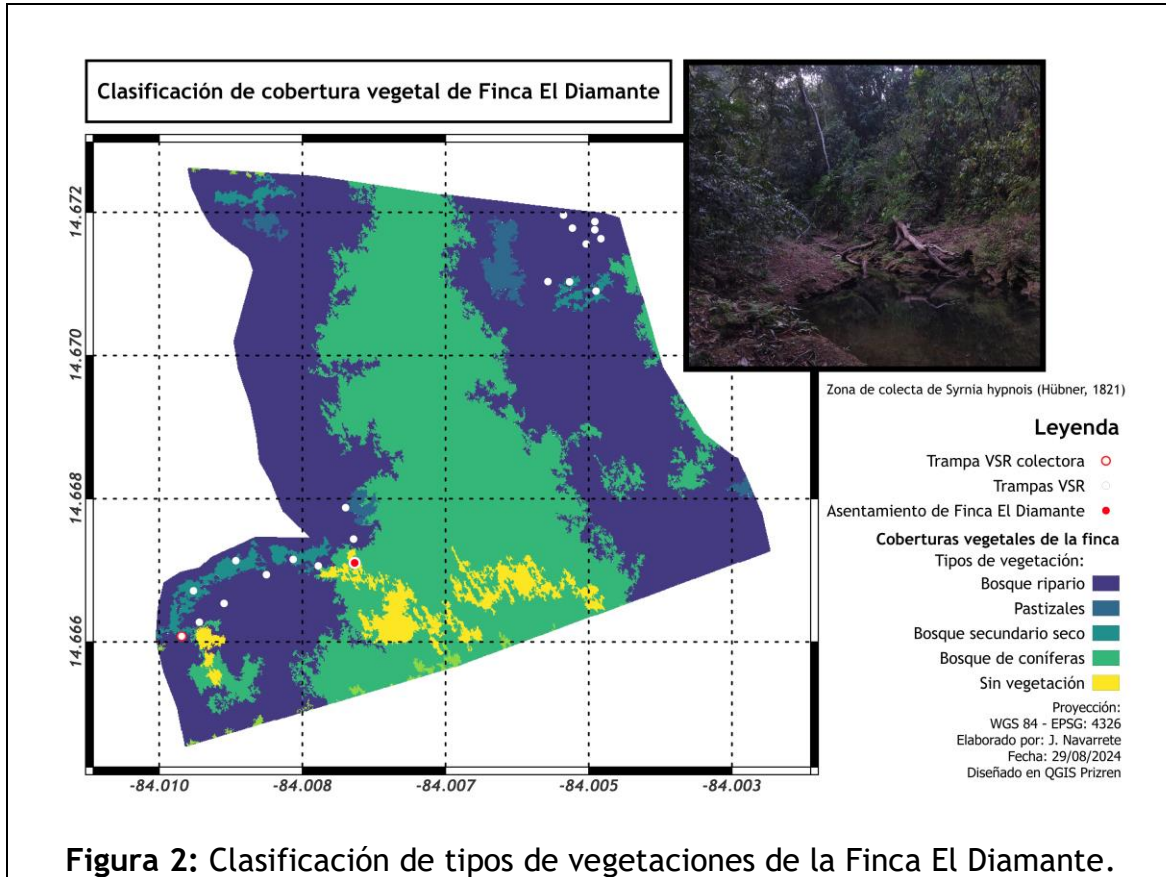 Clasificación de cobertura vegetal de Finca El Diamante
14.672
14.670
14.668
14.666
-84.010
-84.008
-84.007
-84.005
-84.003
Zona de colecta de Syrnia hypnois (Hübner, 1821)
Leyenda
Trampa VSR colectora
Trampas VSR
Asentamiento de Finca El Diamante
Coberturas vegetales de la finca
Tipos de vegetación:
Bosque ripario
Pastizales
Bosque secundario seco
Bosque de coníferas
Sin vegetación
Proyección:
WGS 84 - EPSG: 4326
Elaborado por: J. Navarrete
Fecha: 29/08/2024
Diseñado en QGIS Prizren
Figura 2: Clasificación de tipos de vegetaciones de la Finca El Diamante.